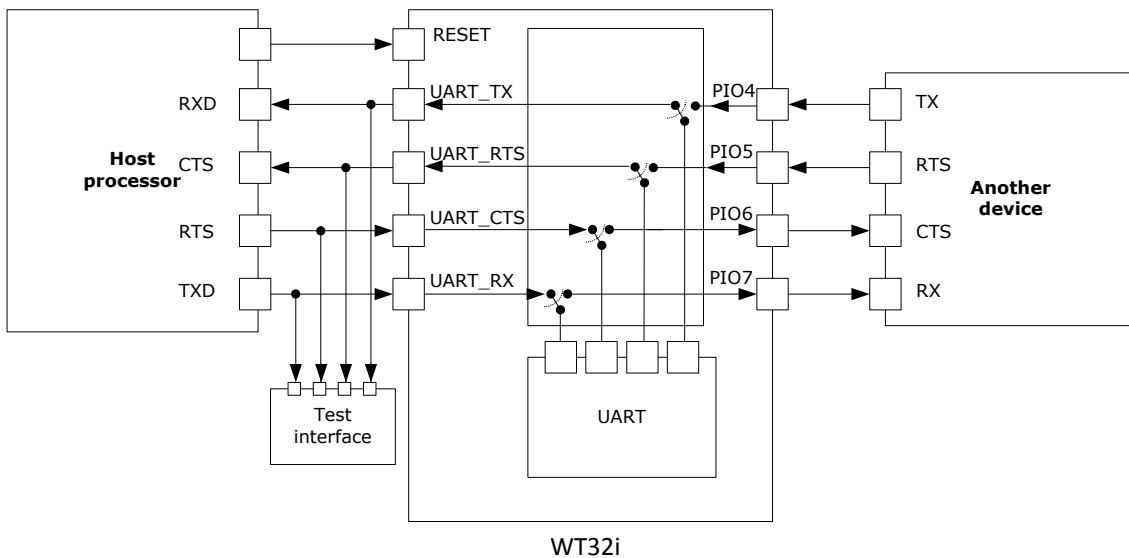 RESET
RXD
UART_TX
PIO4
TX
Host
processor
CTS
UART_RTS
PIO5
RTS
Another
device
RTS
UART_CTS
PIO6
CTS
TXD
UART_RX
PIO7
RX
Test
interface
UART
WT32i